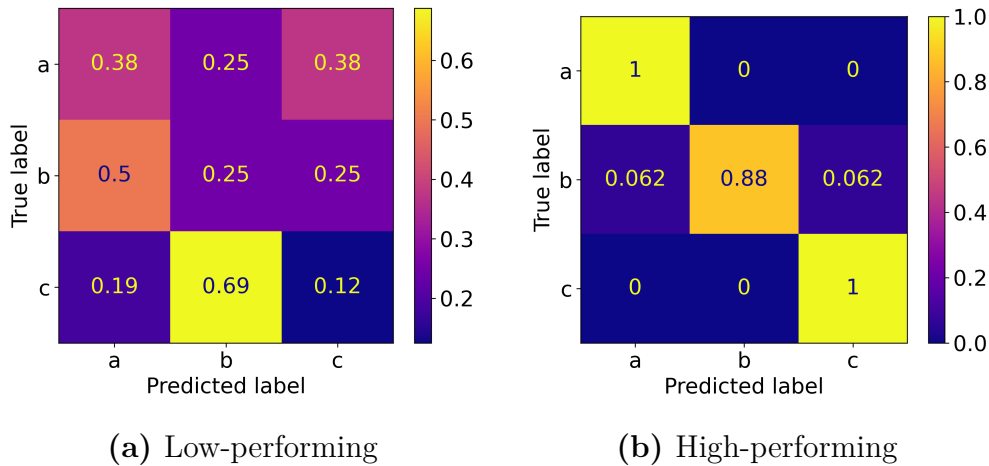 a 0.38 0.25 0.38
b 0.5 0.25 0.25
c 0.19 0.69 0.12
a b c
Predicted label
True label
0.6
0.5
0.4
0.3
0.2
(a) Low-performing
a 1 0 0
b 0.062 0.88 0.062
c 0 0 1
a b c
Predicted label
True label
1.0
0.8
0.6
0.4
0.2
0.0
(b) High-performing